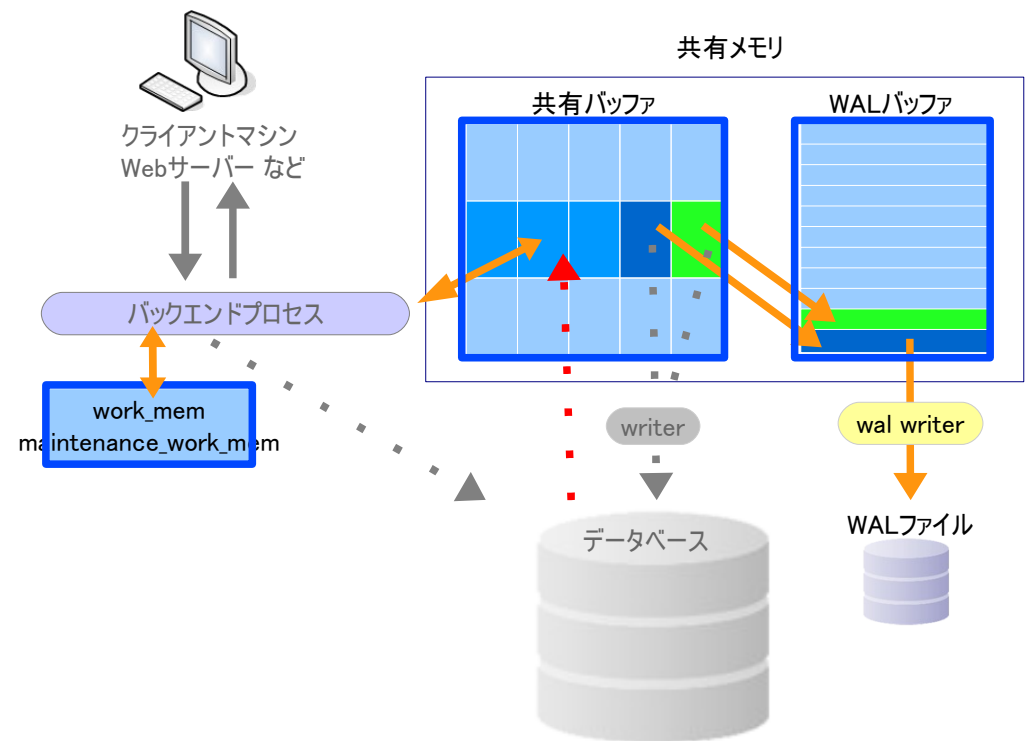 共有メモリ
共有バッファ
WALバッファ
クライアントマシン
Webサーバー など
バックエンドプロセス
work_mem
maintenance_work_mem
writer
wal writer
データベース
WALファイル